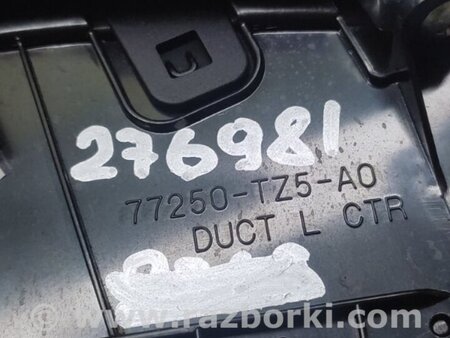 276981
77250-TZ5-A0
DUCT L CTR
www.razborki.com